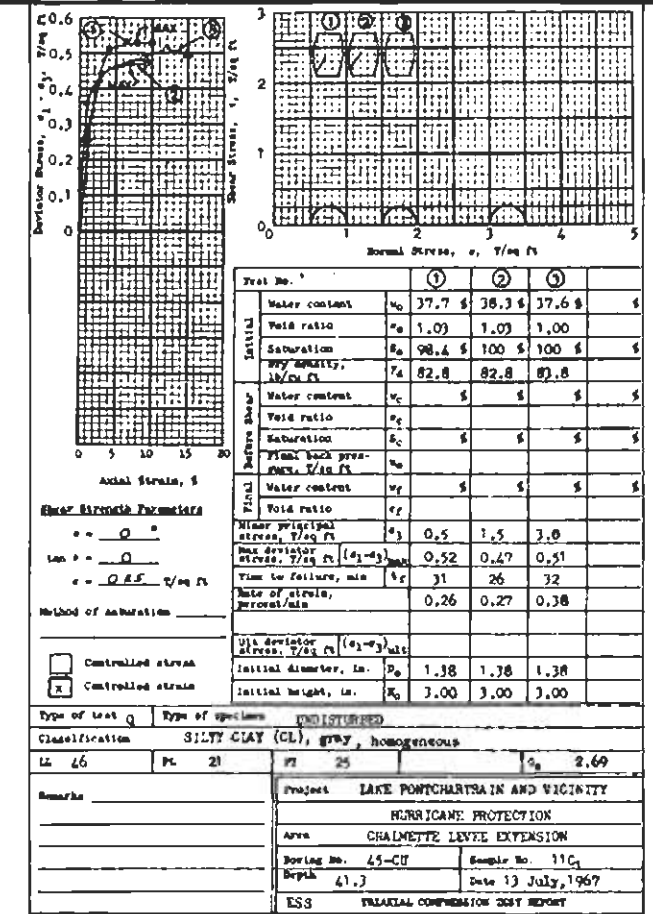 Deviator Stress, σ1 - σ3, T/sq ft
0.6
0.5
0.4
0.3
0.2
0.1
0
① MAX ③
②
0 5 10 15 20
Axial Strain, %
Shear Stress, τ, T/sq ft
3
2
1
0
① ② ③
0 1 2 3 4 5
Normal Stress, σ, T/sq ft
Test No. ① ② ③
Initial
Water content w₀ 37.7 % 38.3 % 37.6 % %
Void ratio e₀ 1.03 1.03 1.00
Saturation S₀ 98.4 % 100 % 100 % %
Dry density, lb/cu ft γd 82.8 82.8 83.8
Before Shear
Water content wc % % % %
Void ratio ec
Saturation Sc % % % %
Final back pressure, T/sq ft u₀
Final
Water content wf % % % %
Void ratio ef
Minor principal stress, T/sq ft σ3 0.5 1.5 3.0
Max deviator stress, T/sq ft (σ1-σ3)max 0.52 0.47 0.51
Time to failure, min tf 31 26 32
Rate of strain, percent/min 0.26 0.27 0.38
Ult deviator stress, T/sq ft (σ1-σ3)ult
Initial diameter, in. D₀ 1.38 1.38 1.38
Initial height, in. H₀ 3.00 3.00 3.00
Shear Strength Parameters
φ = 0 °
tan φ = 0
c = 0.25 T/sq ft
Method of saturation
Controlled stress
x Controlled strain
Type of test Q Type of specimen UNDISTURBED
Classification SILTY CLAY (CL), gray, homogeneous
LL 46 PL 21 PI 25 Gs 2.69
Remarks
Project LAKE PONTCHARTRAIN AND VICINITY
HURRICANE PROTECTION
Area CHALMETTE LEVEE EXTENSION
Boring No. 45-CU Sample No. 11C₁
Depth 41.3 Date 13 July, 1967
ESS TRIAXIAL COMPRESSION TEST REPORT